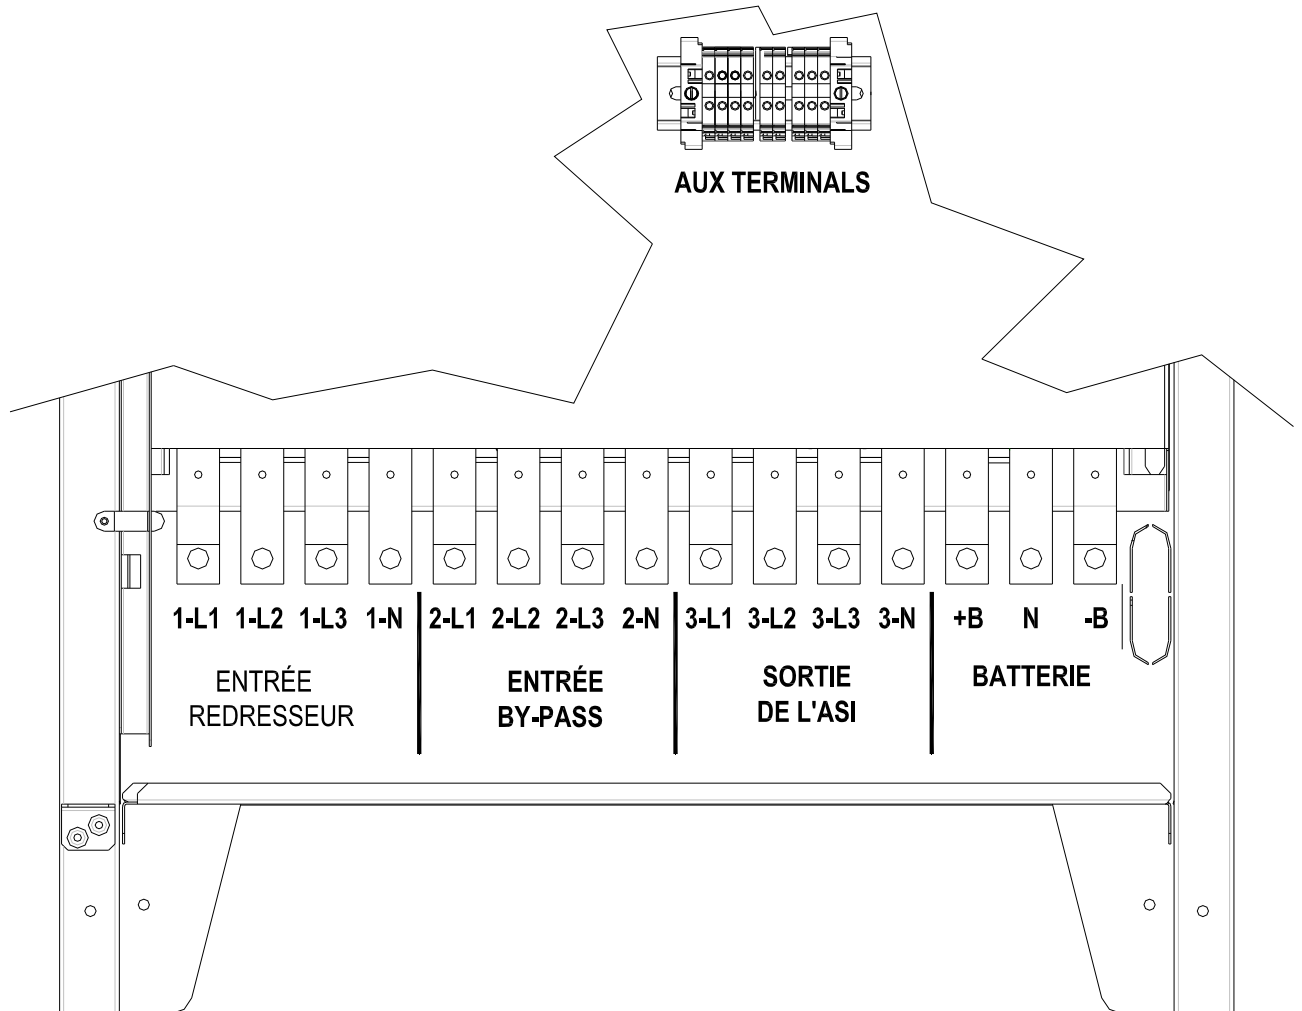 AUX TERMINALS
1-L1 1-L2 1-L3 1-N 2-L1 2-L2 2-L3 2-N 3-L1 3-L2 3-L3 3-N +B N -B
ENTRÉE
REDRESSEUR
ENTRÉE
BY-PASS
SORTIE
DE L'ASI
BATTERIE